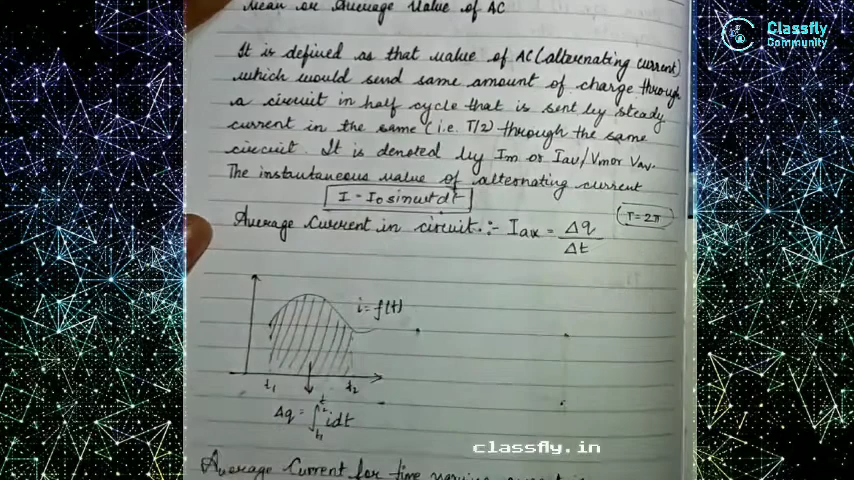 Mean or Average Value of AC
Classfly
Community
It is defined as that value of AC (alternating current)
which would send same amount of charge through
a circuit in half cycle that is sent by steady
current in the same (i.e. T/2) through the same
circuit. It is denoted by Im or Iav/Vm or Vav.
The instantaneous value of alternating current
I = I₀ sinωt dt
T = 2π
Average Current in circuit :- Iav = Δq/Δt
i = f(t)
t₁ t₂
Δq = ∫ₜ₁ᵗ² idt
classfly.in
Average Current for time varying current is